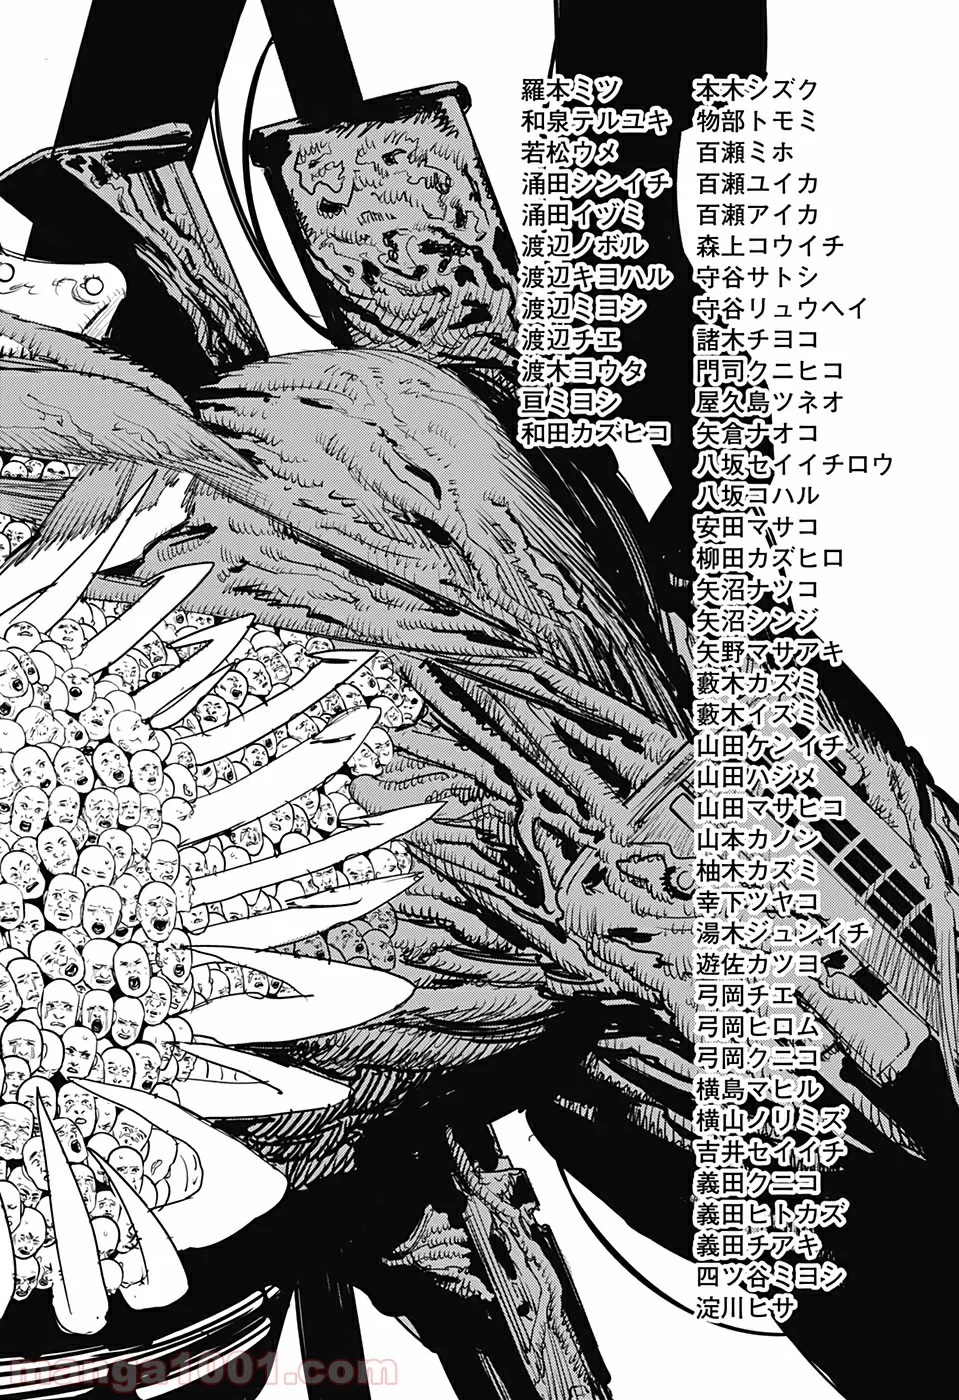 本木シズク
物部トモミ
百瀬ミホ
百瀬ユイカ
百瀬アイカ
森上コウイチ
守谷サトシ
守谷リュウヘイ
諸木チヨコ
門司クニヒコ
屋久島ツネオ
矢倉ナオコ
八坂セイイチロウ
八坂コハル
安田マサコ
柳田カズヒロ
矢沼ナツコ
矢沼シンジ
矢野マサアキ
藪木カズミ
藪木イズミ
山田ケンイチ
山田ハジメ
山田マサヒコ
山本カノン
柚木カズミ
幸下ツヤコ
湯木ジュンイチ
遊佐カツヨ
弓岡チエ
弓岡ヒロム
弓岡クニコ
横島マヒル
横山ノリミズ
吉井セイイチ
義田クニコ
義田ヒトカズ
義田チアキ
四ツ谷ミヨシ
淀川ヒサ
羅本ミツ
和泉テルユキ
若松ウメ
涌田シンイチ
涌田イヅミ
渡辺ノボル
渡辺キヨハル
渡辺ミヨシ
渡辺チエ
渡木ヨウタ
亘ミヨシ
和田カズヒコ
manga1001.com